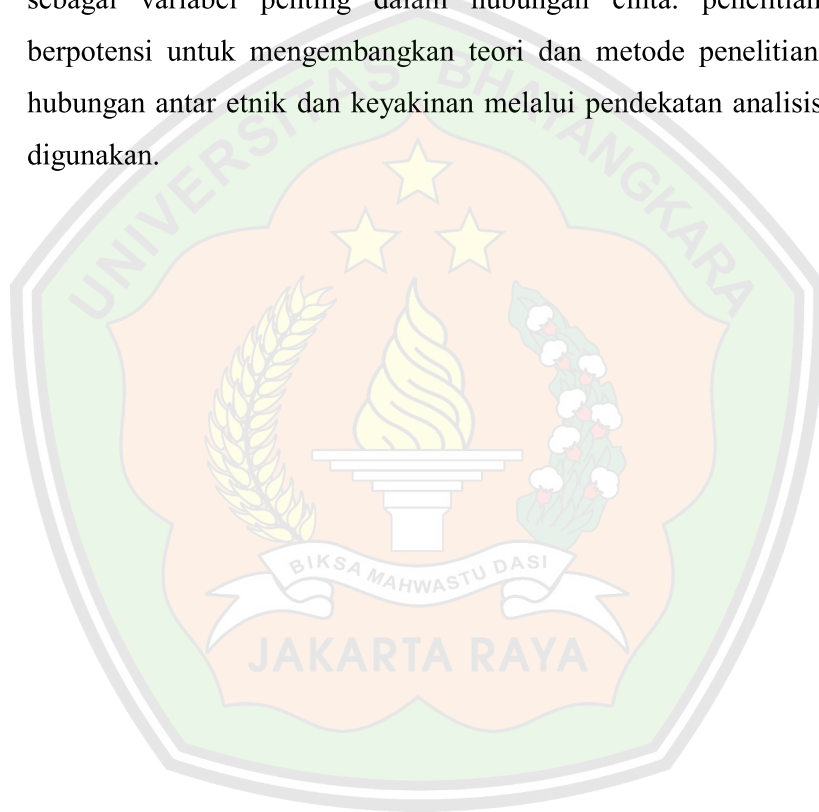 sebagai variabel penting dalam hubungan cinta. penelitian
berpotensi untuk mengembangkan teori dan metode penelitian
hubungan antar etnik dan keyakinan melalui pendekatan analisis
digunakan.
UNIVERSITAS BHAYANGKARA
BIKSA MAHWASTU DASI
JAKARTA RAYA